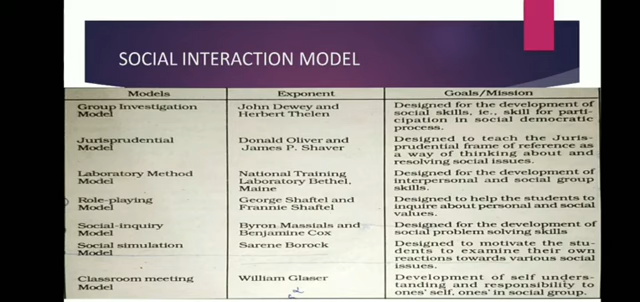 SOCIAL INTERACTION MODEL
Models Exponent Goals/Mission
Group Investigation Model
John Dewey and Herbert Thelen
Designed for the development of
social skills, ie., skill for parti-
cipation in social democratic
process.
Jurisprudential Model
Donald Oliver and James P. Shaver
Designed to teach the Juris-
prudential frame of reference as
a way of thinking about and
resolving social issues.
Laboratory Method Model
National Training Laboratory Bethel, Maine
Designed for the development of
interpersonal and social group
skills.
Role-playing Model
George Shaftel and Frannie Shaftel
Designed to help the students to
inquire about personal and social
values.
Social-inquiry Model
Byron Massials and Benjamine Cox
Designed for the development of
social problem solving skills
Social simulation Model
Sarene Borock
Designed to motivate the stu-
dents to examine their own
reactions towards various social
issues.
Classroom meeting Model
William Glaser
Development of self under-
standing and responsibility to
ones' self, ones' in social group.